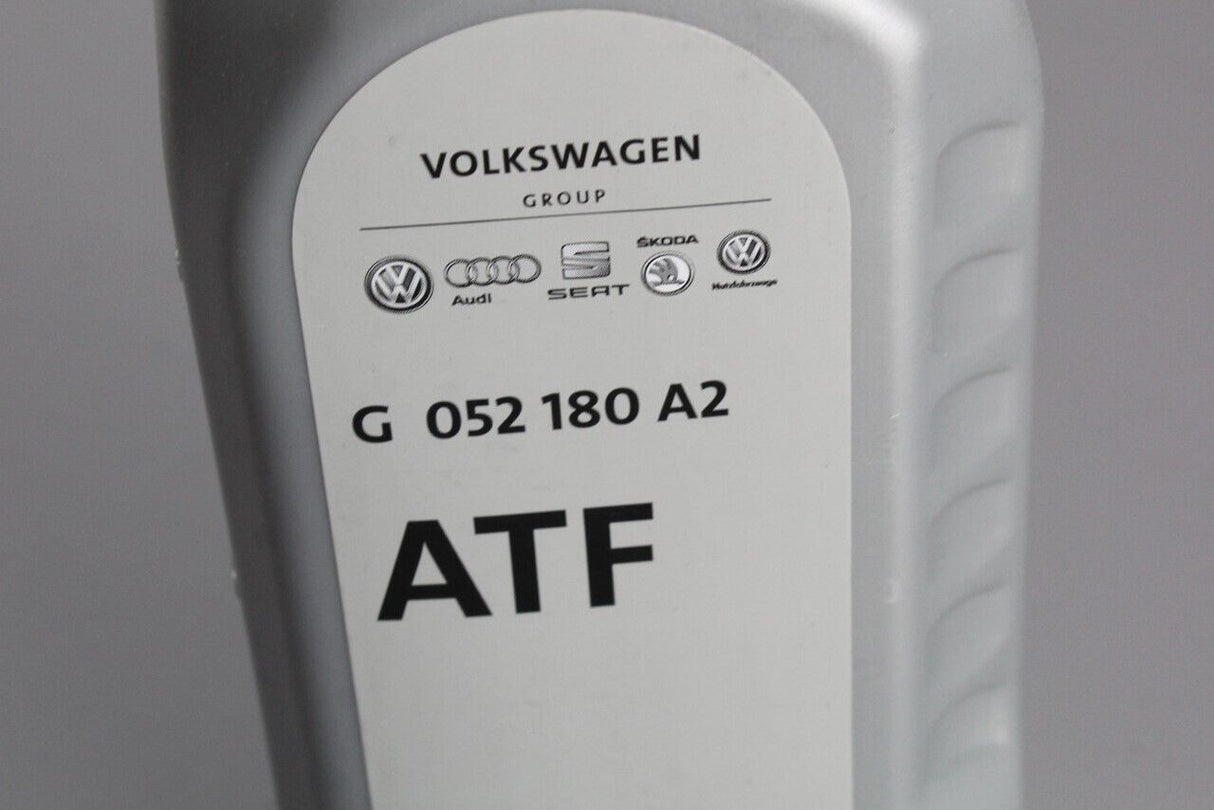 VOLKSWAGEN
GROUP
Audi SEAT ŠKODA Nutzfahrzeuge
G 052 180 A2
ATF